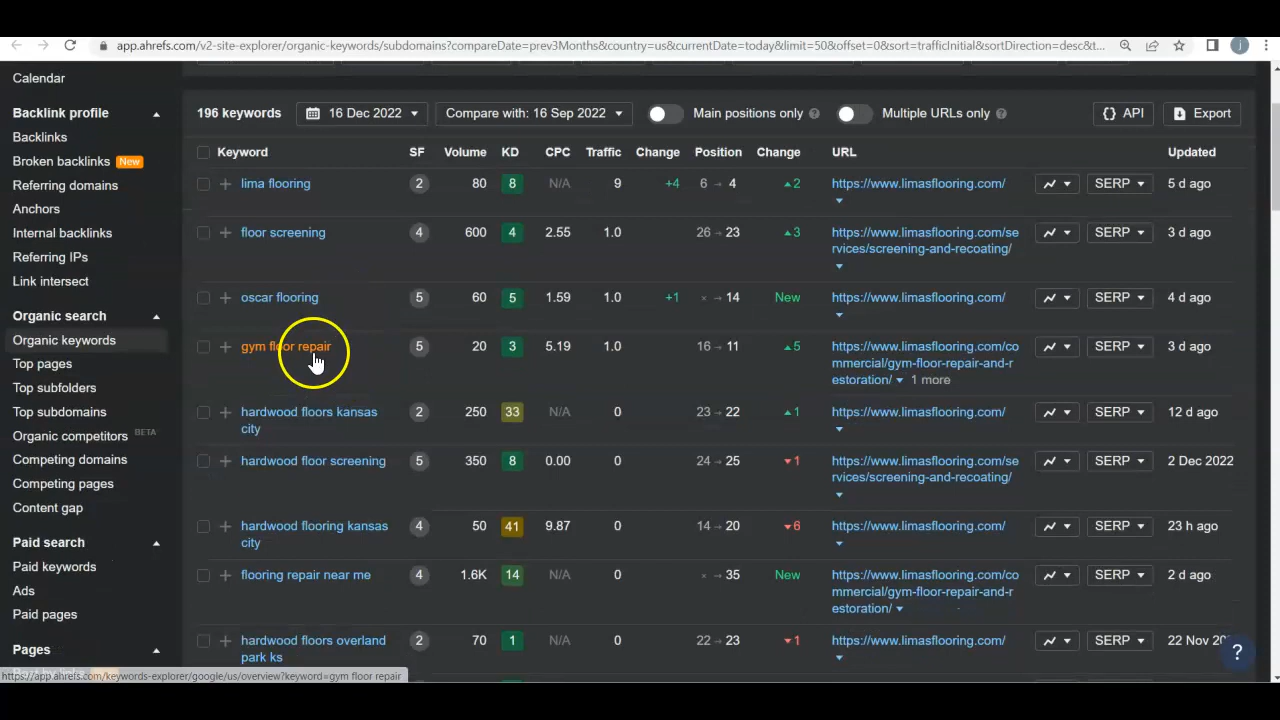 app.ahrefs.com/v2-site-explorer/organic-keywords/subdomains?compareDate=prev3Months&country=us&currentDate=today&limit=50&offset=0&sort=trafficInitial&sortDirection=desc&t...
j
Calendar
Backlink profile
Backlinks
Broken backlinks New
Referring domains
Anchors
Internal backlinks
Referring IPs
Link intersect
Organic search
Organic keywords
Top pages
Top subfolders
Top subdomains
Organic competitors BETA
Competing domains
Competing pages
Content gap
Paid search
Paid keywords
Ads
Paid pages
Pages
196 keywords 16 Dec 2022 Compare with: 16 Sep 2022 Main positions only ? Multiple URLs only ? {} API Export
Keyword SF Volume KD CPC Traffic Change Position Change URL Updated
lima flooring 2 80 8 N/A 9 +4 6 → 4 ▲2 https://www.limasflooring.com/ SERP 5 d ago
floor screening 4 600 4 2.55 1.0 26 → 23 ▲3 https://www.limasflooring.com/se SERP 3 d ago
rvices/screening-and-recoating/
oscar flooring 5 60 5 1.59 1.0 +1 × → 14 New https://www.limasflooring.com/ SERP 4 d ago
gym floor repair 5 20 3 5.19 1.0 16 → 11 ▲5 https://www.limasflooring.com/co SERP 3 d ago
mmercial/gym-floor-repair-and-r
estoration/ 1 more
hardwood floors kansas 2 250 33 N/A 0 23 → 22 ▲1 https://www.limasflooring.com/ SERP 12 d ago
city
hardwood floor screening 5 350 8 0.00 0 24 → 25 ▼1 https://www.limasflooring.com/se SERP 2 Dec 2022
rvices/screening-and-recoating/
hardwood flooring kansas 4 50 41 9.87 0 14 → 20 ▼6 https://www.limasflooring.com/ SERP 23 h ago
city
flooring repair near me 4 1.6K 14 N/A 0 × → 35 New https://www.limasflooring.com/co SERP 2 d ago
mmercial/gym-floor-repair-and-r
estoration/
hardwood floors overland 2 70 1 N/A 0 22 → 23 ▼1 https://www.limasflooring.com/ SERP 22 Nov 20
park ks
?
https://app.ahrefs.com/keywords-explorer/google/us/overview?keyword=gym floor repair